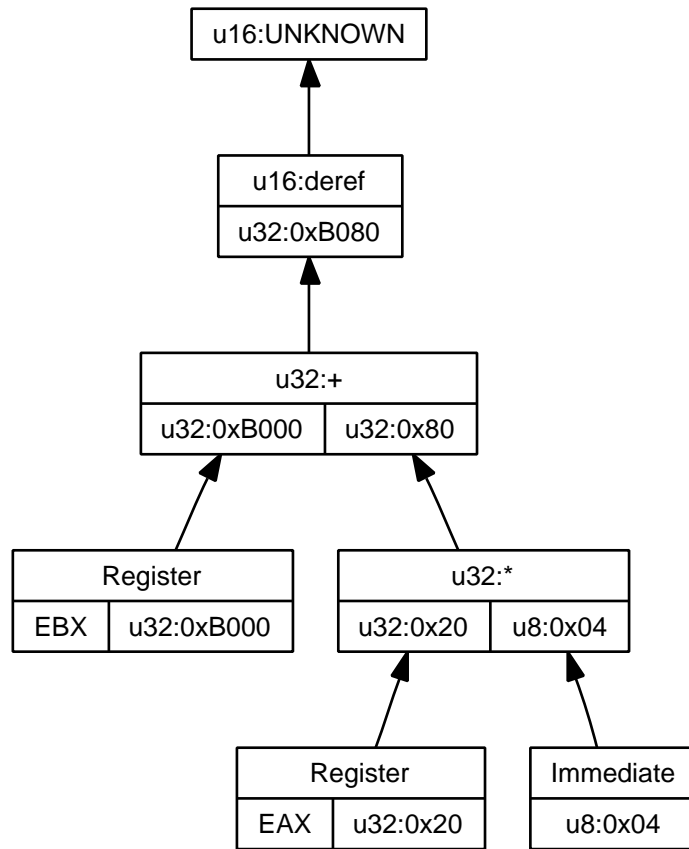 u16:UNKNOWN
u16:deref
u32:0xB080
u32:+
u32:0xB000 u32:0x80
Register
EBX u32:0xB000
u32:*
u32:0x20 u8:0x04
Register
EAX u32:0x20
Immediate
u8:0x04